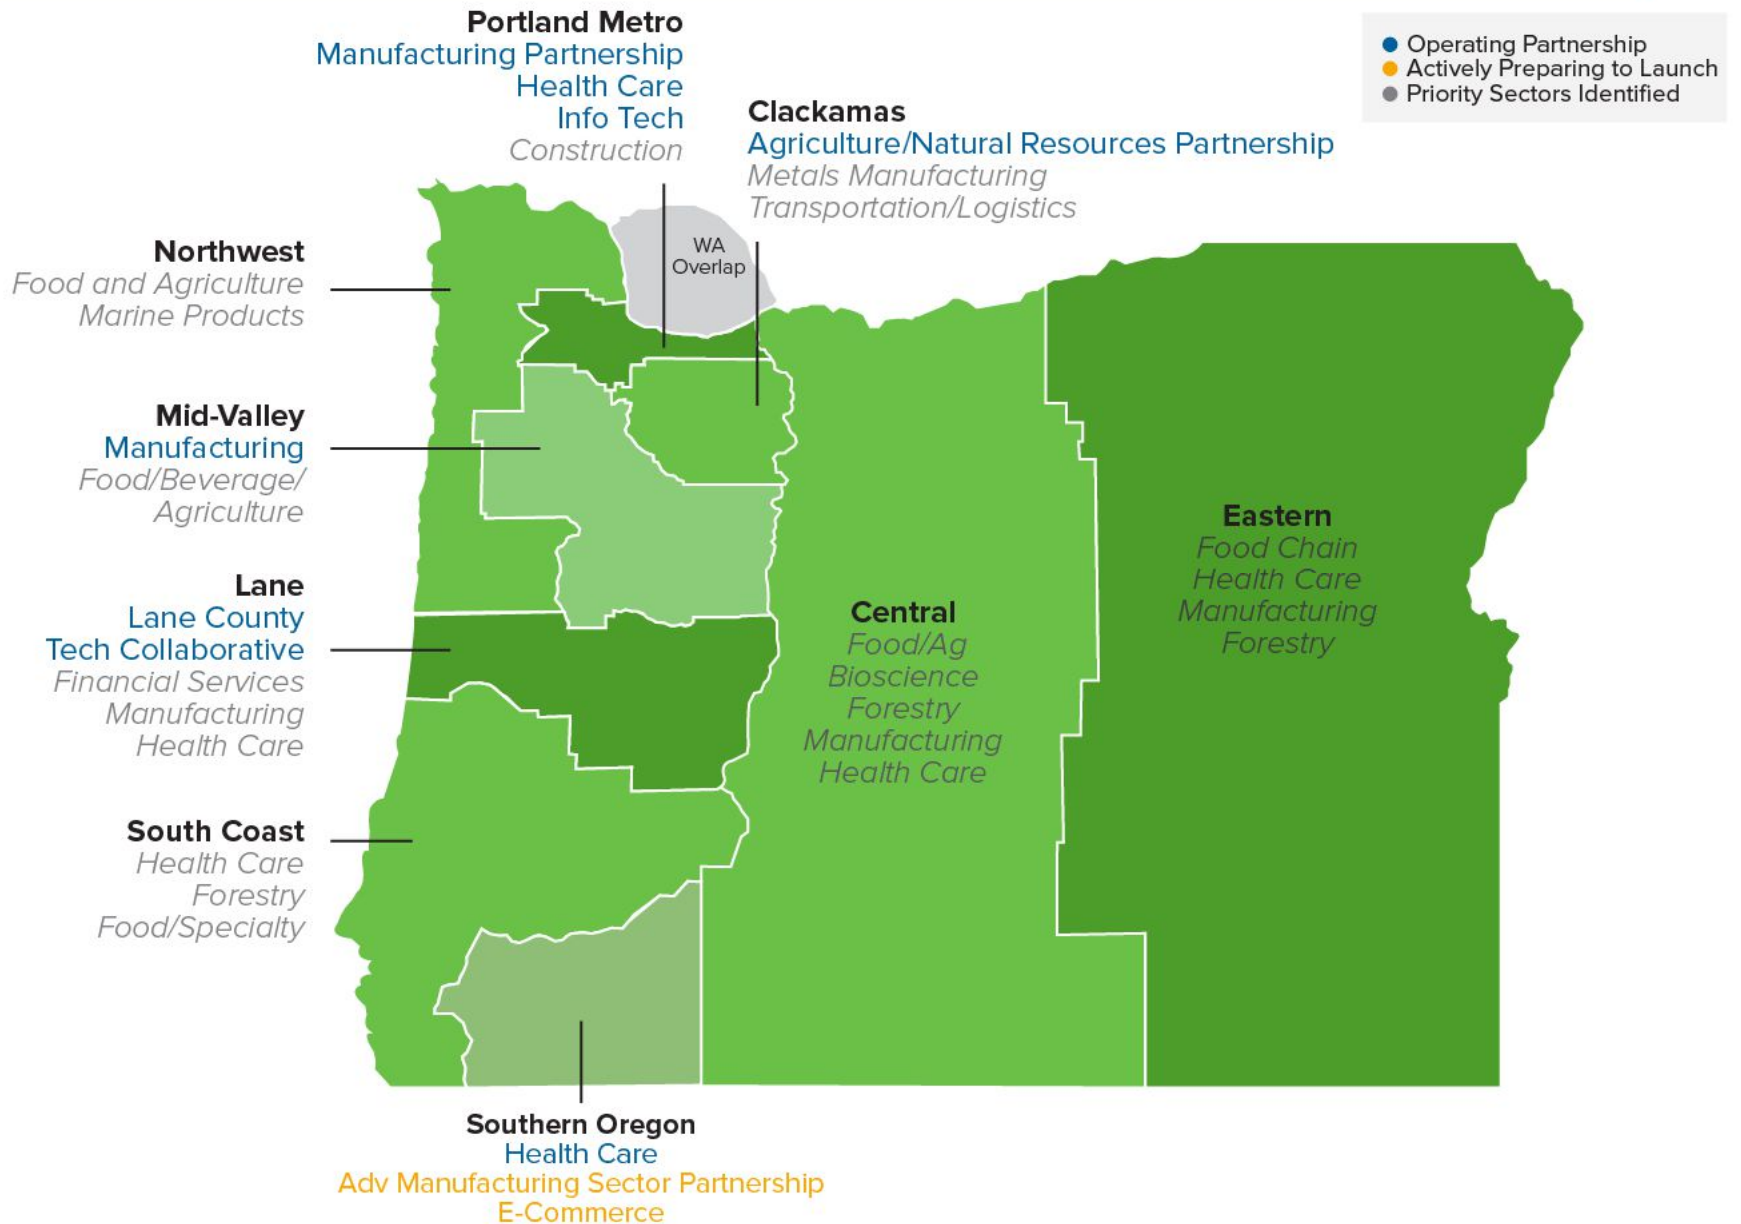 Portland Metro
Manufacturing Partnership
Health Care
Info Tech
Construction
Operating Partnership
Actively Preparing to Launch
Priority Sectors Identified
Clackamas
Agriculture/Natural Resources Partnership
Metals Manufacturing
Transportation/Logistics
WA
Overlap
Northwest
Food and Agriculture
Marine Products
Mid-Valley
Manufacturing
Food/Beverage/
Agriculture
Lane
Lane County
Tech Collaborative
Financial Services
Manufacturing
Health Care
South Coast
Health Care
Forestry
Food/Specialty
Central
Food/Ag
Bioscience
Forestry
Manufacturing
Health Care
Eastern
Food Chain
Health Care
Manufacturing
Forestry
Southern Oregon
Health Care
Adv Manufacturing Sector Partnership
E-Commerce